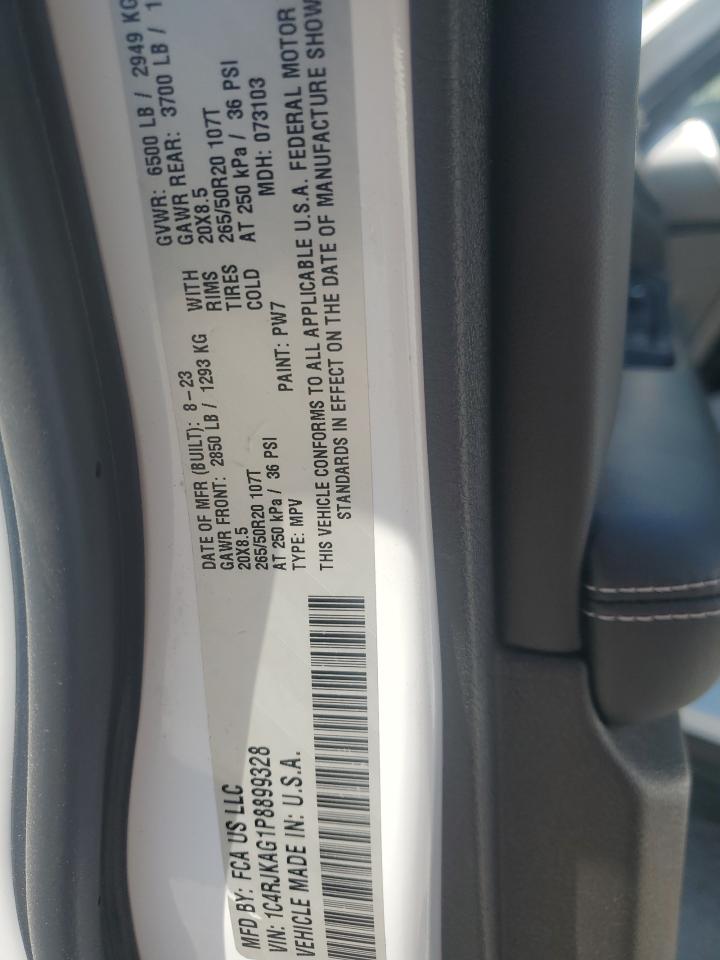 MFD BY: FCA US LLC
VIN: 1C4RJKAG1P8899328
VEHICLE MADE IN: U.S.A.
DATE OF MFR (BUILT): 8-23
GVWR: 6500 LB / 2949 KG
GAWR FRONT: 2850 LB / 1293 KG
WITH
GAWR REAR: 3700 LB / 1
20X8.5
RIMS
20X8.5
265/50R20 107T
TIRES
265/50R20 107T
AT 250 kPa / 36 PSI
COLD
AT 250 kPa / 36 PSI
TYPE: MPV
PAINT: PW7
MDH: 073103
THIS VEHICLE CONFORMS TO ALL APPLICABLE U.S.A. FEDERAL MOTOR
STANDARDS IN EFFECT ON THE DATE OF MANUFACTURE SHOW